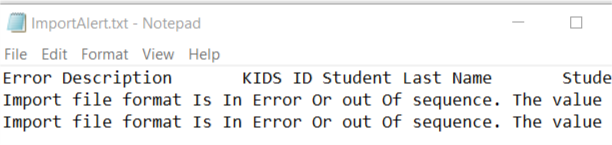 ImportAlert.txt - Notepad
File Edit Format View Help
Error Description KIDS ID Student Last Name Stude
Import file format Is In Error Or out Of sequence. The value
Import file format Is In Error Or out Of sequence. The value